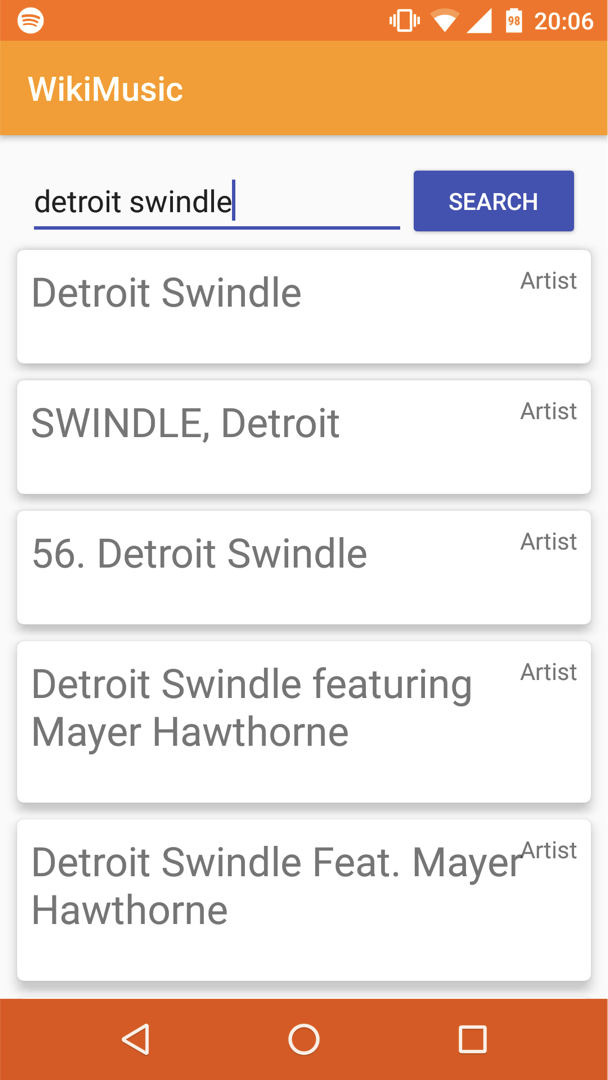 98 20:06
WikiMusic
detroit swindle SEARCH
Detroit Swindle Artist
SWINDLE, Detroit Artist
56. Detroit Swindle Artist
Detroit Swindle featuring Artist
Mayer Hawthorne
Detroit Swindle Feat. Mayer Artist
Hawthorne